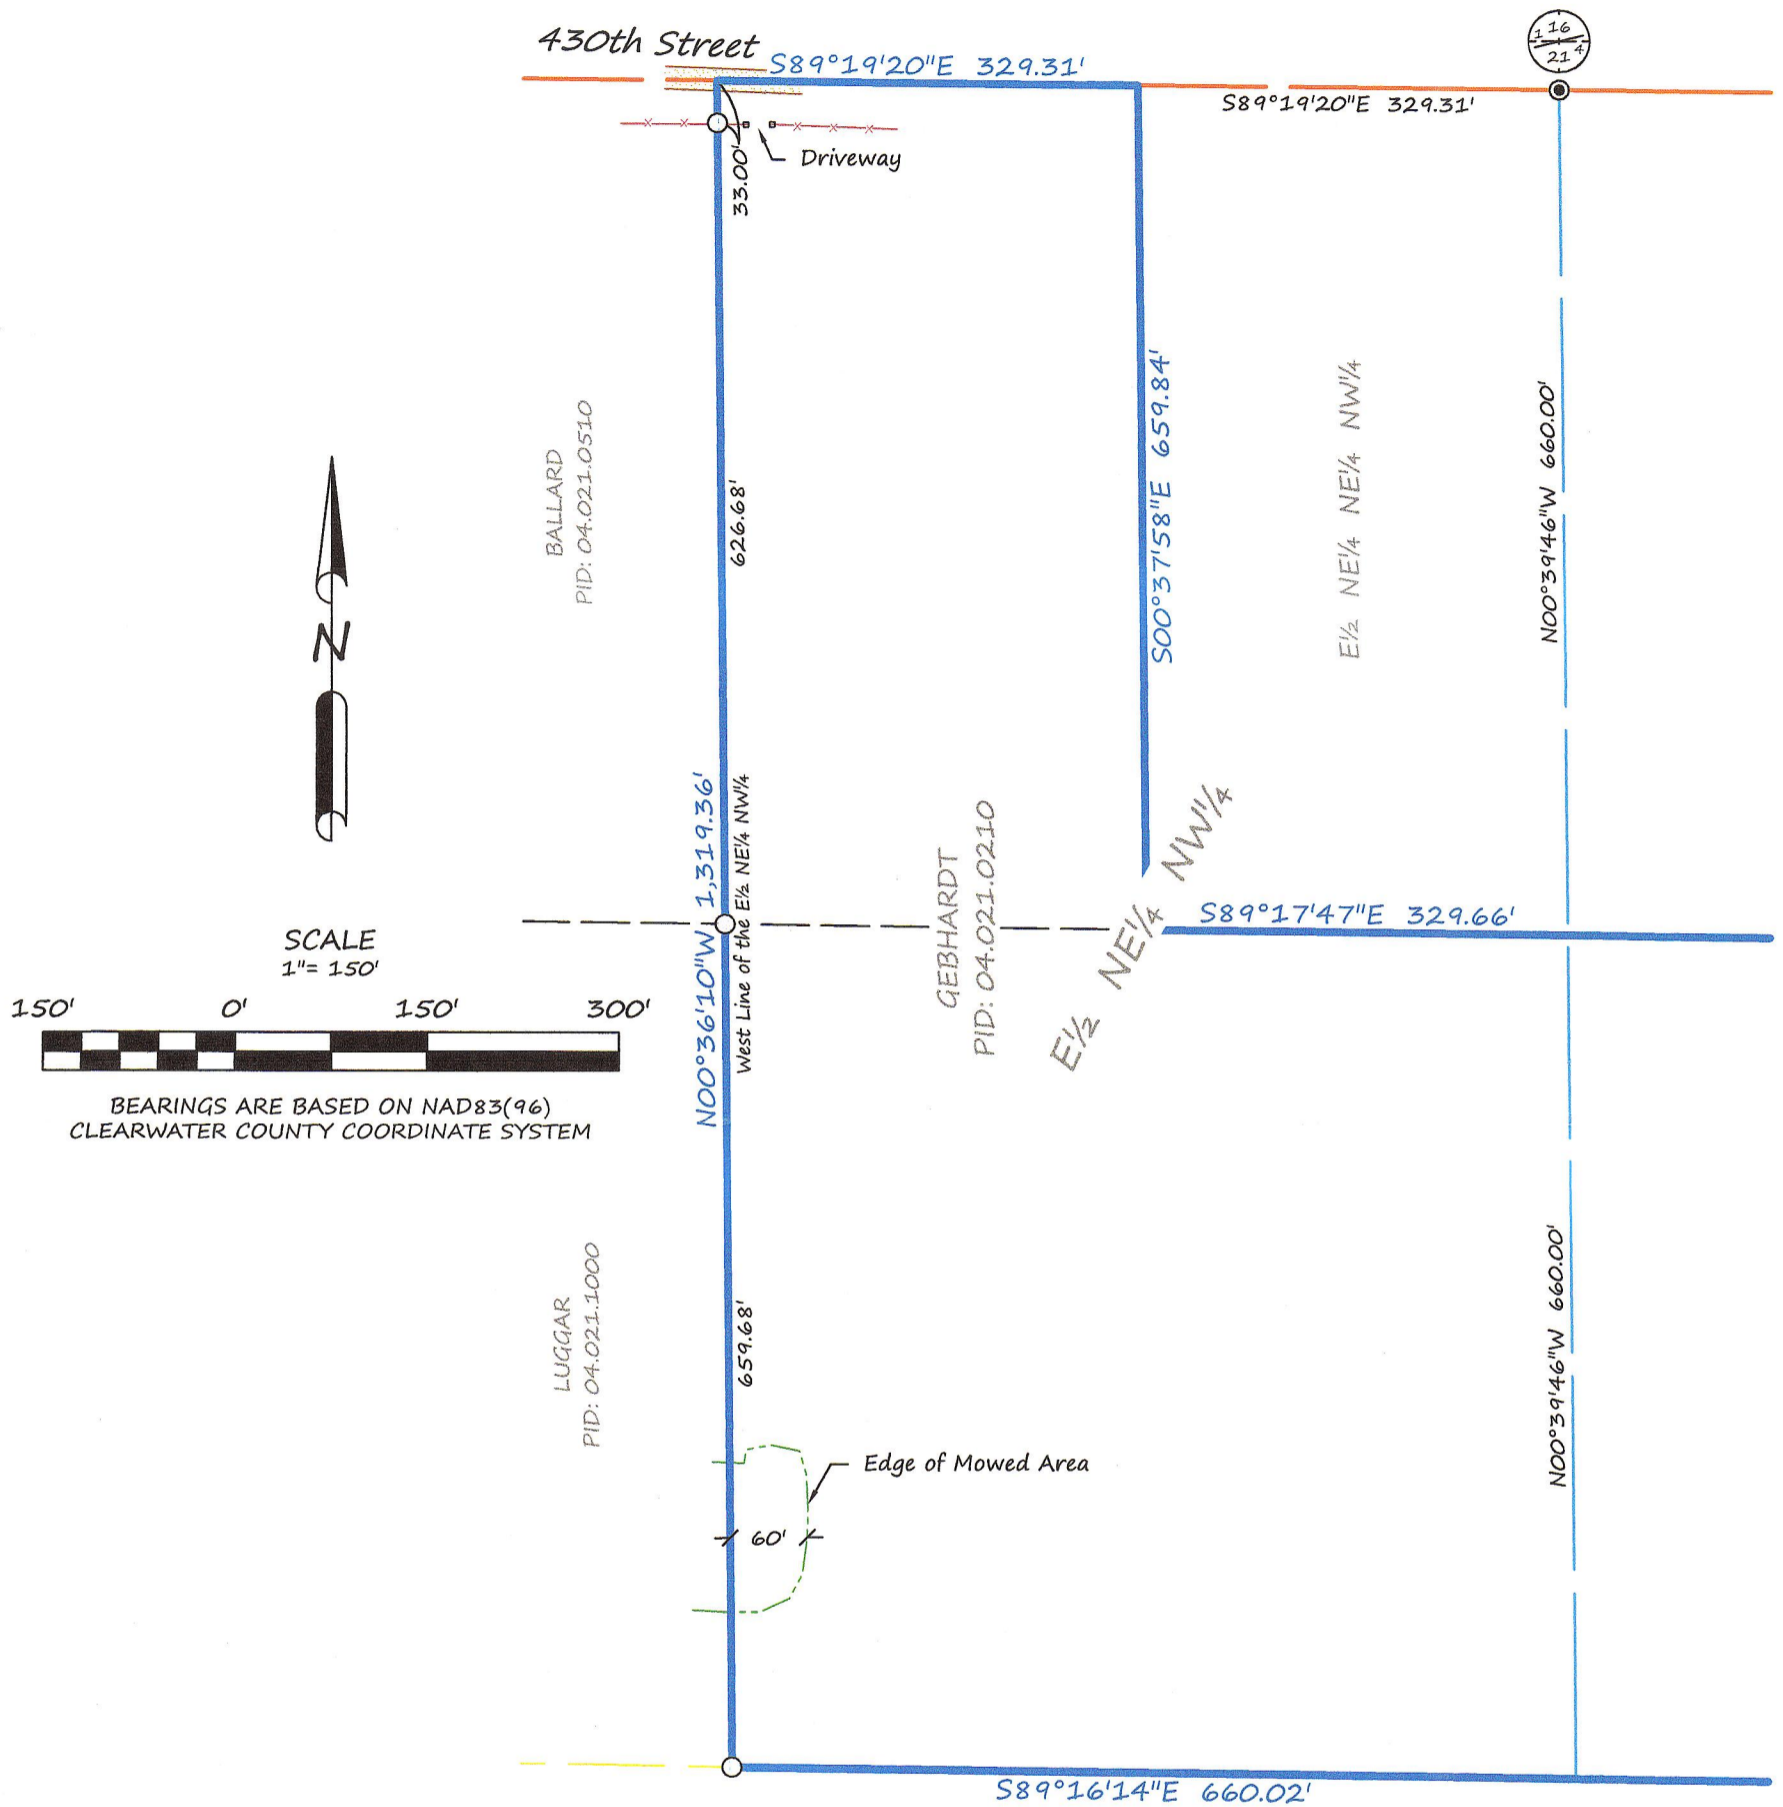 430th Street
S89°19'20"E 329.31'
1 16
21 4
S89°19'20"E 329.31'
Driveway
33.00'
BALLARD
PID: 04.021.0510
626.68'
S00°37'58"E 659.84'
E½ NE¼ NE¼ NW¼
N00°39'46"W 660.00'
N
N00°36'10"W 1,319.36'
West Line of the E½ NE¼ NW¼
GEBHARDT
PID: 04.021.0210
E½ NE¼ NW¼
S89°17'47"E 329.66'
SCALE
1"= 150'
150' 0' 150' 300'
BEARINGS ARE BASED ON NAD83(96)
CLEARWATER COUNTY COORDINATE SYSTEM
LUGGAR
PID: 04.021.1000
659.68'
N00°39'46"W 660.00'
Edge of Mowed Area
60'
S89°16'14"E 660.02'